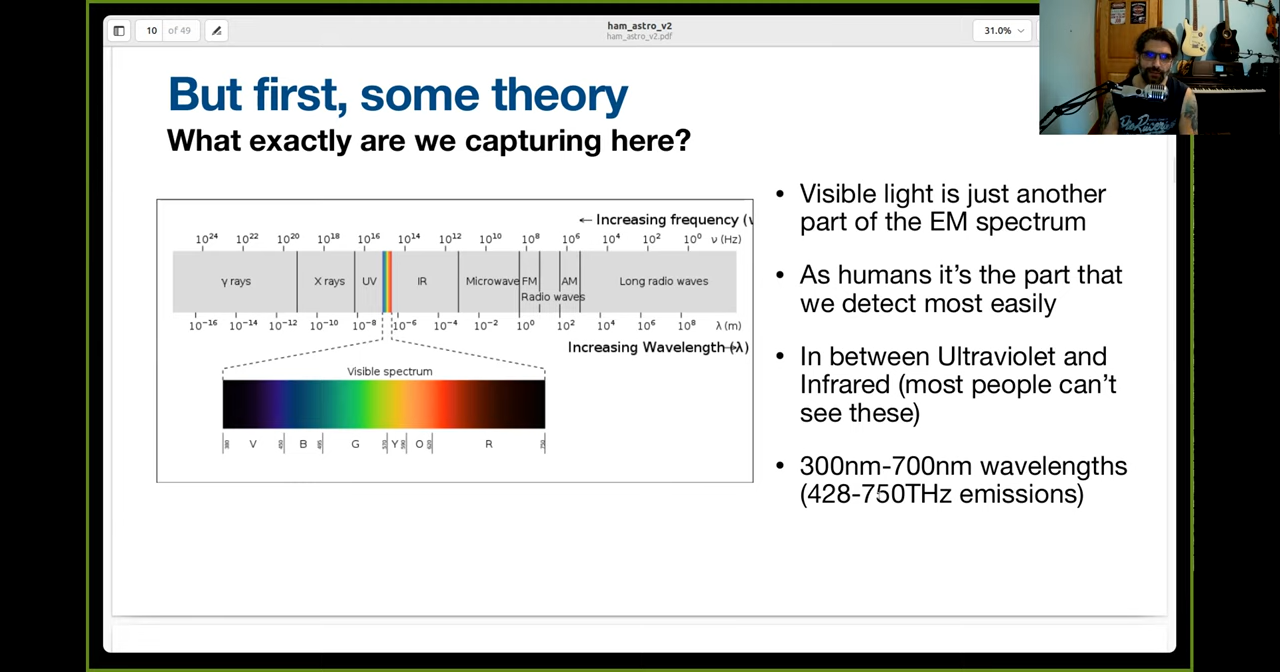 ham_astro_v2
ham_astro_v2.pdf
10 of 49
31.0%
But first, some theory
What exactly are we capturing here?
← Increasing frequency (ν
10²⁴ 10²² 10²⁰ 10¹⁸ 10¹⁶ 10¹⁴ 10¹² 10¹⁰ 10⁸ 10⁶ 10⁴ 10² 10⁰ ν (Hz)
γ rays X rays UV IR Microwave FM AM Long radio waves
Radio waves
10⁻¹⁶ 10⁻¹⁴ 10⁻¹² 10⁻¹⁰ 10⁻⁸ 10⁻⁶ 10⁻⁴ 10⁻² 10⁰ 10² 10⁴ 10⁶ 10⁸ λ (m)
Increasing Wavelength (λ)
Visible spectrum
V B G Y O R
• Visible light is just another
part of the EM spectrum
• As humans it’s the part that
we detect most easily
• In between Ultraviolet and
Infrared (most people can’t
see these)
• 300nm-700nm wavelengths
(428-750THz emissions)